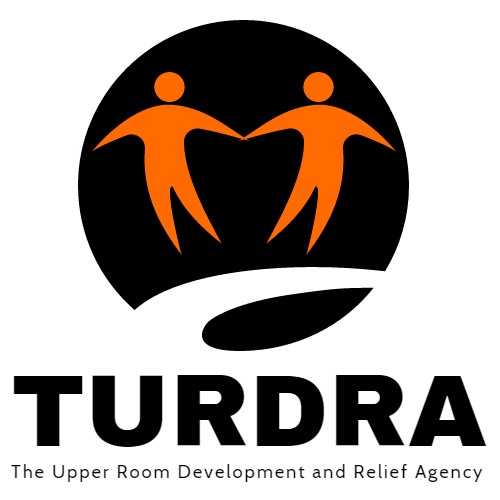 TURDRA
The Upper Room Development and Relief Agency